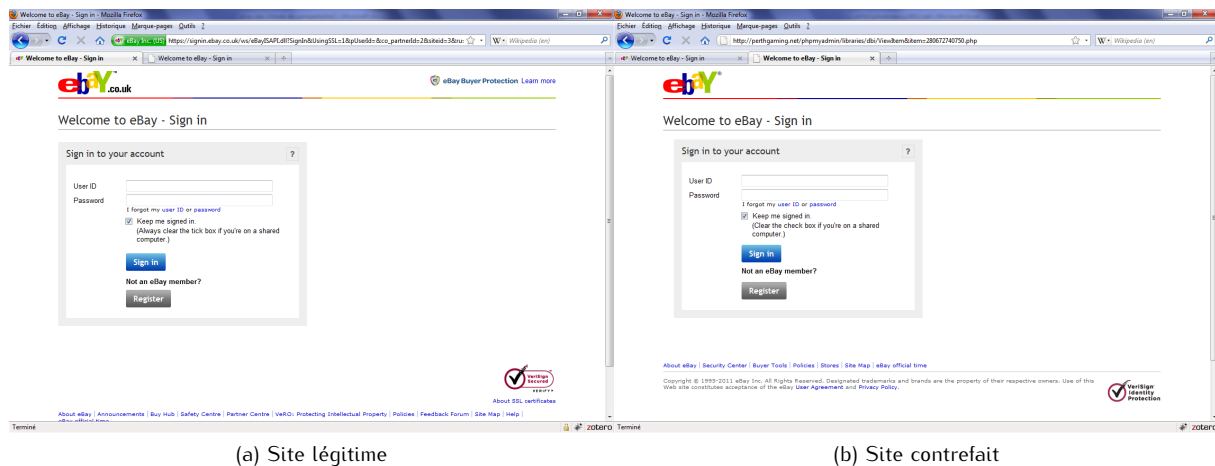 Welcome to eBay - Sign in - Mozilla Firefox
Eichier Édition Affichage Historique Marque-pages Outils ?
eBay Inc. (US) https://signin.ebay.co.uk/ws/eBayISAPI.dll?SignIn&UsingSSL=1&pUserId=&co_partnerId=2&siteid=3&ru=
Wikipedia (en)
Welcome to eBay - Sign in
Welcome to eBay - Sign in
ebY.co.uk
eBay Buyer Protection Learn more
Welcome to eBay - Sign in
Sign in to your account ?
User ID
Password
I forgot my user ID or password
Keep me signed in.
(Always clear the tick box if you're on a shared
computer.)
Sign in
Not an eBay member?
Register
VeriSign
Secured
VERIFY
About SSL certificates
About eBay | Announcements | Buy Hub | Safety Centre | Partner Centre | VeRO: Protecting Intellectual Property | Policies | Feedback Forum | Site Map | Help |
eBay official time
Terminé
zotero
(a) Site légitime
Welcome to eBay - Sign in - Mozilla Firefox
Eichier Édition Affichage Historique Marque-pages Outils ?
http://perthgaming.net/phpmyadmin/libraries/dbi/ViewItem&item=280672740750.php
Wikipedia (en)
Welcome to eBay - Sign in
Welcome to eBay - Sign in
ebaY
Welcome to eBay - Sign in
Sign in to your account ?
User ID
Password
I forgot my user ID or password
Keep me signed in.
(Clear the check box if you're on a shared
computer.)
Sign in
Not an eBay member?
Register
About eBay | Security Center | Buyer Tools | Policies | Stores | Site Map | eBay official time
Copyright © 1995-2011 eBay Inc. All Rights Reserved. Designated trademarks and brands are the property of their respective owners. Use of this
Web site constitutes acceptance of the eBay User Agreement and Privacy Policy.
VeriSign
Identity
Protection
Terminé
zotero
(b) Site contrefait